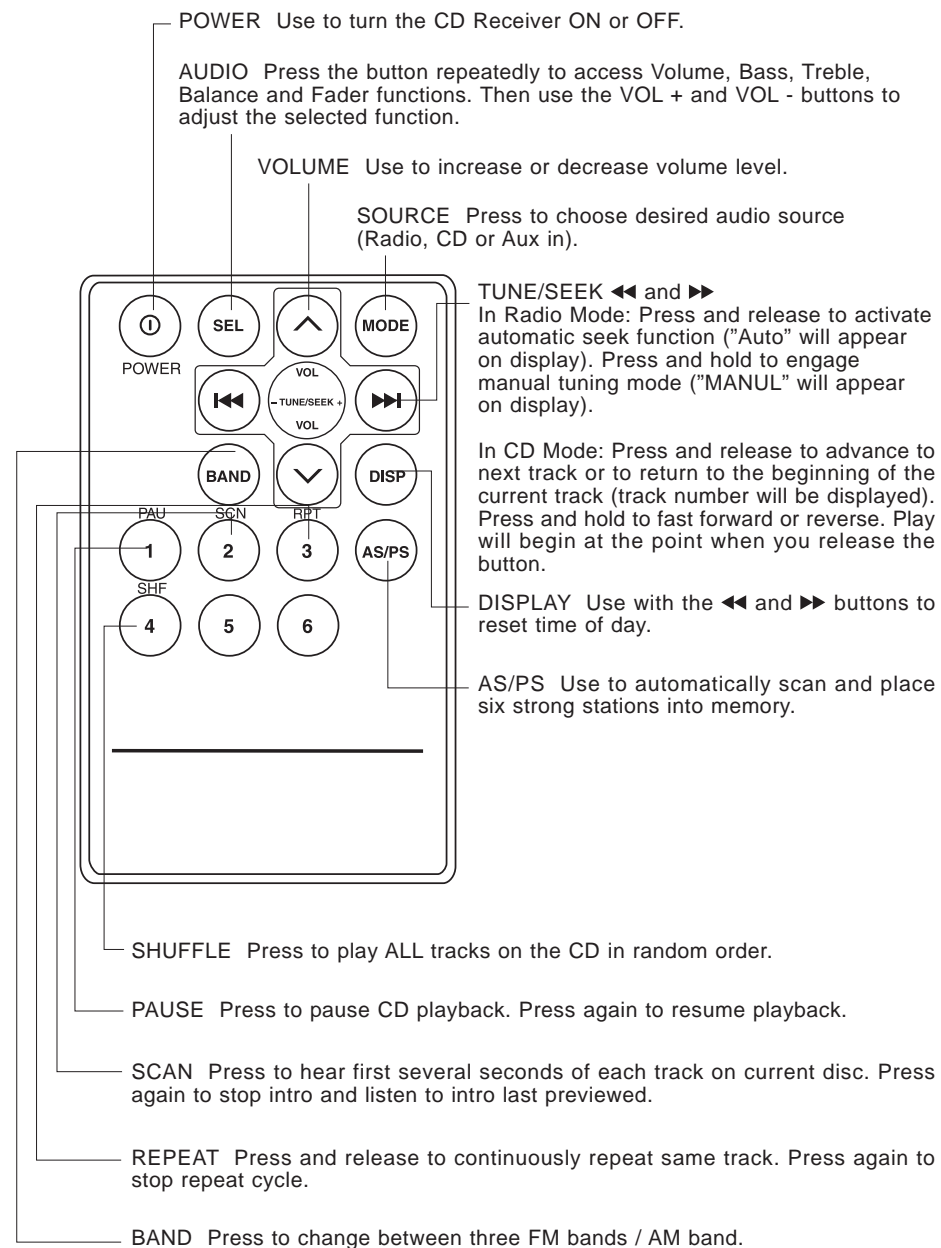 POWER Use to turn the CD Receiver ON or OFF.
AUDIO Press the button repeatedly to access Volume, Bass, Treble,
Balance and Fader functions. Then use the VOL + and VOL - buttons to
adjust the selected function.
VOLUME Use to increase or decrease volume level.
SOURCE Press to choose desired audio source
(Radio, CD or Aux in).
SEL
MODE
POWER
VOL
- TUNE/SEEK +
VOL
BAND
DISP
PAU
SCN
RPT
1
2
3
AS/PS
SHF
4
5
6
TUNE/SEEK ◀◀ and ▶▶
In Radio Mode: Press and release to activate
automatic seek function ("Auto" will appear
on display). Press and hold to engage
manual tuning mode ("MANUL" will appear
on display).
In CD Mode: Press and release to advance to
next track or to return to the beginning of the
current track (track number will be displayed).
Press and hold to fast forward or reverse. Play
will begin at the point when you release the
button.
DISPLAY Use with the ◀◀ and ▶▶ buttons to
reset time of day.
AS/PS Use to automatically scan and place
six strong stations into memory.
SHUFFLE Press to play ALL tracks on the CD in random order.
PAUSE Press to pause CD playback. Press again to resume playback.
SCAN Press to hear first several seconds of each track on current disc. Press
again to stop intro and listen to intro last previewed.
REPEAT Press and release to continuously repeat same track. Press again to
stop repeat cycle.
BAND Press to change between three FM bands / AM band.